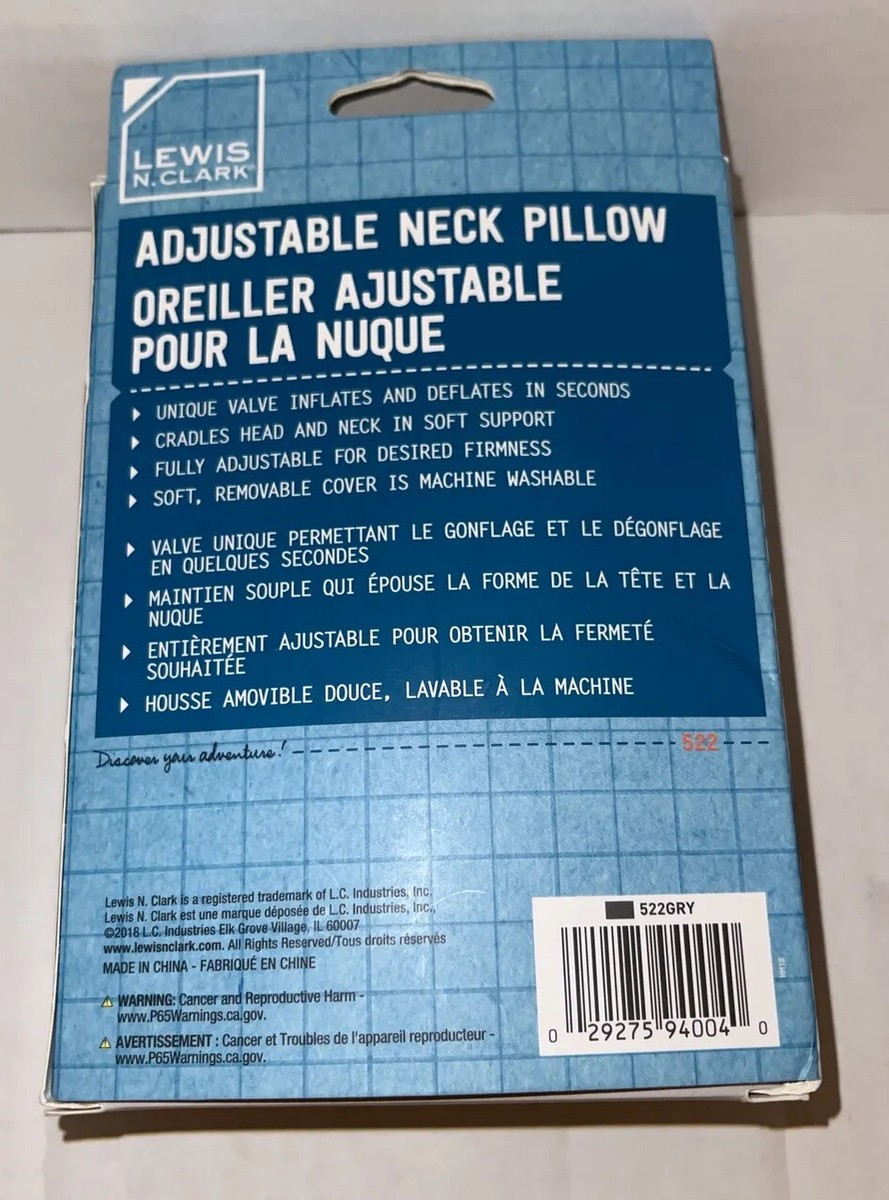 LEWIS
N. CLARK
ADJUSTABLE NECK PILLOW
OREILLER AJUSTABLE
POUR LA NUQUE
UNIQUE VALVE INFLATES AND DEFLATES IN SECONDS
CRADLES HEAD AND NECK IN SOFT SUPPORT
FULLY ADJUSTABLE FOR DESIRED FIRMNESS
SOFT, REMOVABLE COVER IS MACHINE WASHABLE
VALVE UNIQUE PERMETTANT LE GONFLAGE ET LE DÉGONFLAGE
EN QUELQUES SECONDES
MAINTIEN SOUPLE QUI ÉPOUSE LA FORME DE LA TÊTE ET LA
NUQUE
ENTIÈREMENT AJUSTABLE POUR OBTENIR LA FERMETÉ
SOUHAITÉE
HOUSSE AMOVIBLE DOUCE, LAVABLE À LA MACHINE
Discover your adventure!
522
Lewis N. Clark is a registered trademark of L.C. Industries, Inc.
Lewis N. Clark est une marque déposée de L.C. Industries, Inc.,
©2018 L.C. Industries Elk Grove Village, IL 60007
www.lewisnclark.com. All Rights Reserved/Tous droits réservés
MADE IN CHINA - FABRIQUÉ EN CHINE
WARNING: Cancer and Reproductive Harm -
www.P65Warnings.ca.gov.
AVERTISSEMENT : Cancer et Troubles de l'appareil reproducteur -
www.P65Warnings.ca.gov.
522GRY
0 29275 94004 0